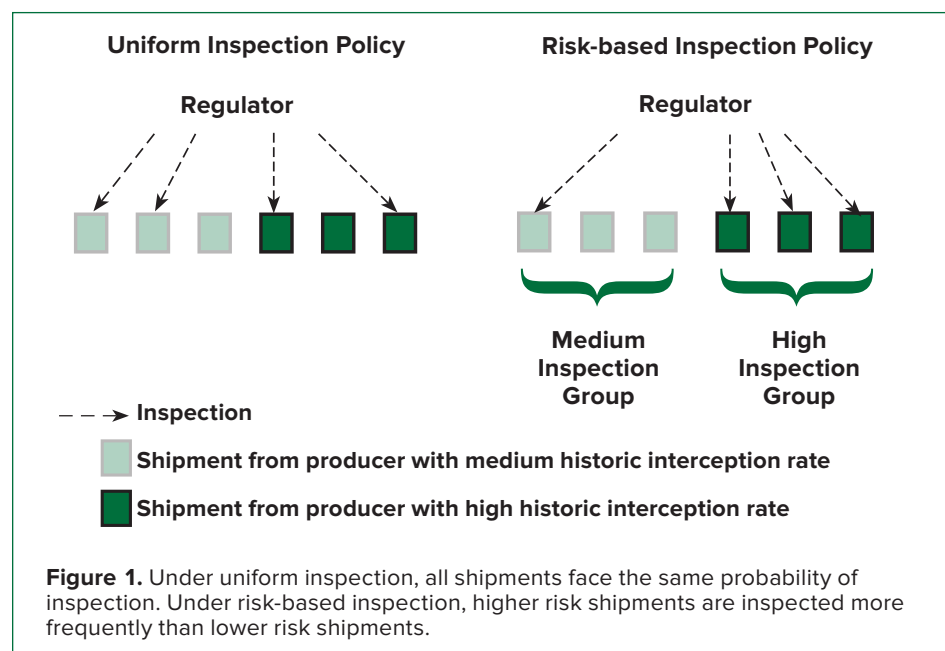 Uniform Inspection Policy
Risk-based Inspection Policy
Regulator
Regulator
Medium
Inspection
Group
High
Inspection
Group
Inspection
Shipment from producer with medium historic interception rate
Shipment from producer with high historic interception rate
Figure 1. Under uniform inspection, all shipments face the same probability of
inspection. Under risk-based inspection, higher risk shipments are inspected more
frequently than lower risk shipments.